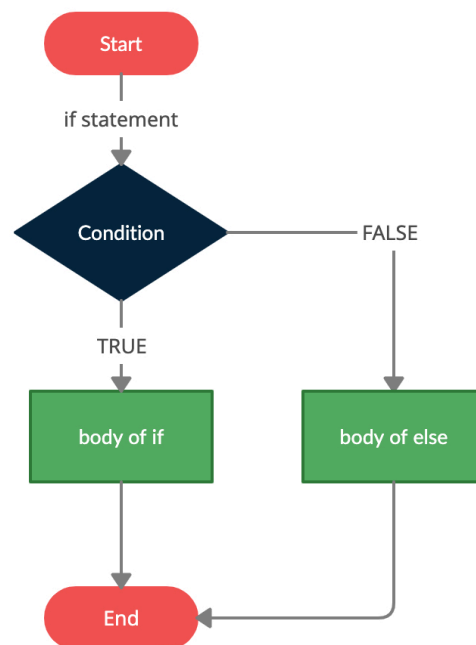 Start
if statement
Condition
FALSE
TRUE
body of if
body of else
End